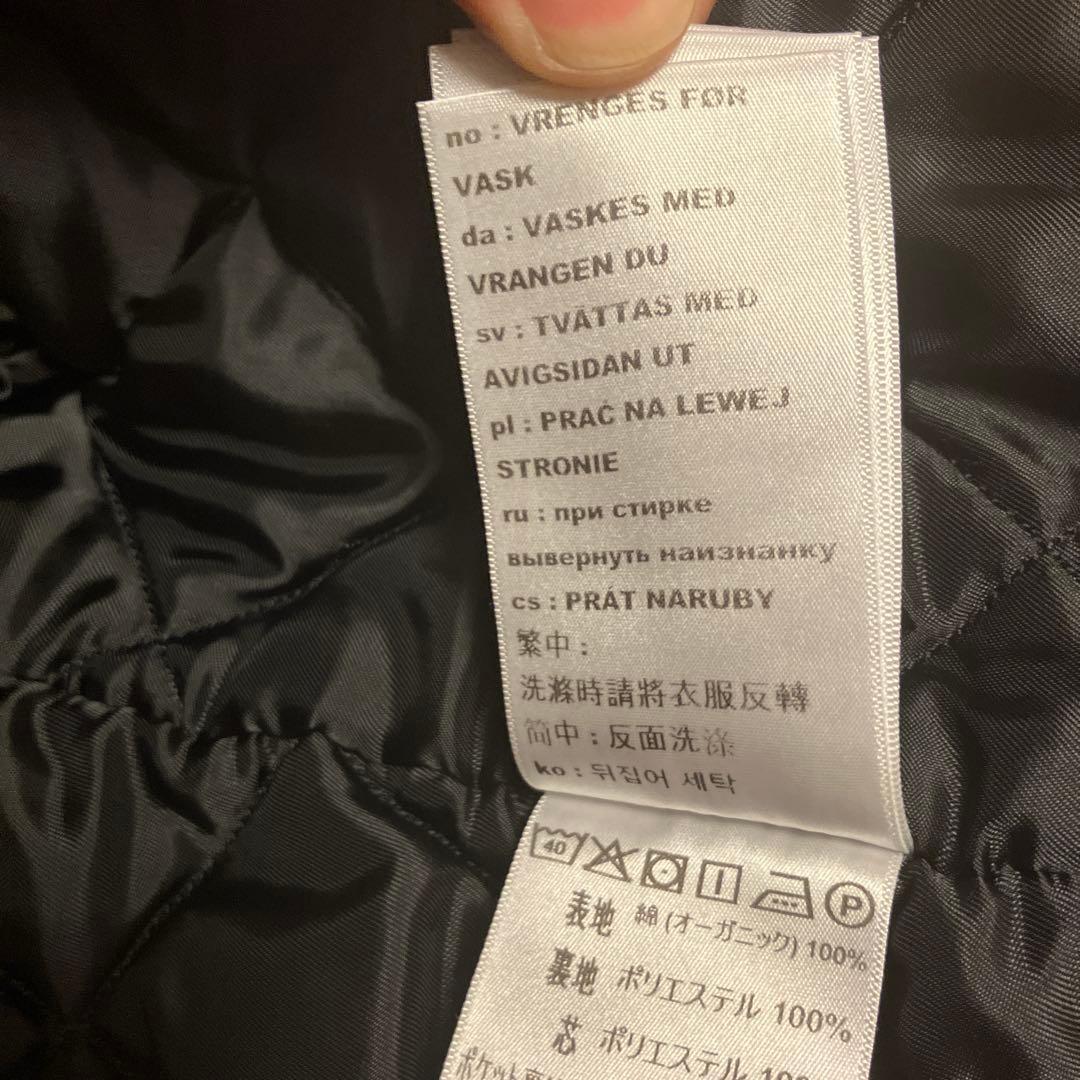 no : VRENGES FØR
VASK
da : VASKES MED
VRANGEN DU
sv : TVÄTTAS MED
AVIGSIDAN UT
pl : PRAĆ NA LEWEJ
STRONIE
ru : при стирке
вывернуть наизнанку
cs : PRÁT NARUBY
繁中 :
洗滌時請將衣服反轉
简中 : 反面洗涤
ko : 뒤집어 세탁
40 P
表地 綿 (オーガニック) 100%
裏地 ポリエステル 100%
芯 ポリエステル
ポケット